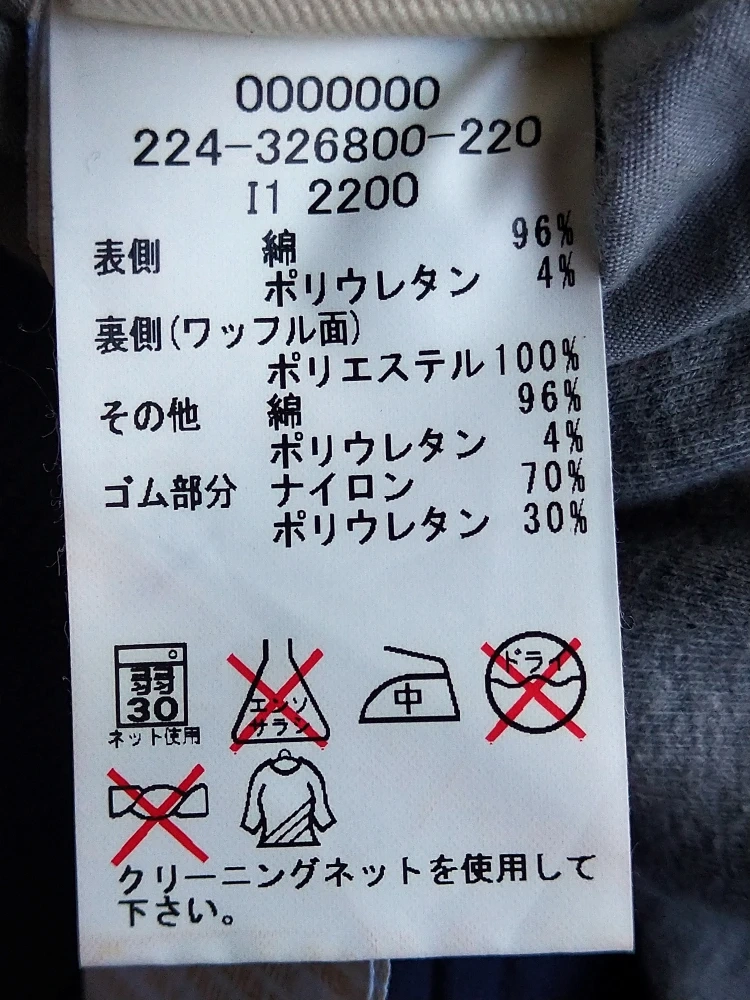 0000000
224-326800-220
I1 2200
表側 綿 96%
ポリウレタン 4%
裏側(ワッフル面)
ポリエステル 100%
その他 綿 96%
ポリウレタン 4%
ゴム部分 ナイロン 70%
ポリウレタン 30%
弱 30 エンソ サラシ 中 ドライ
ネット使用
クリーニングネットを使用して
下さい。